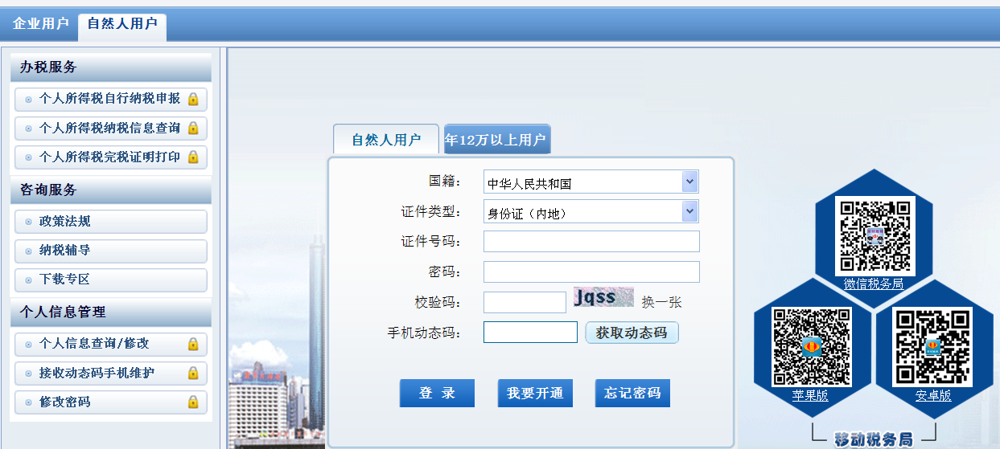 企业用户 自然人用户
办税服务
个人所得税自行纳税申报
个人所得税纳税信息查询
个人所得税完税证明打印
咨询服务
政策法规
纳税辅导
下载专区
个人信息管理
个人信息查询/修改
接收动态码手机维护
修改密码
自然人用户 年12万以上用户
国籍： 中华人民共和国
证件类型： 身份证（内地）
证件号码：
密码：
校验码： Jqss 换一张
手机动态码： 获取动态码
登 录 我要开通 忘记密码
微信税务局
苹果版 安卓版
移动税务局